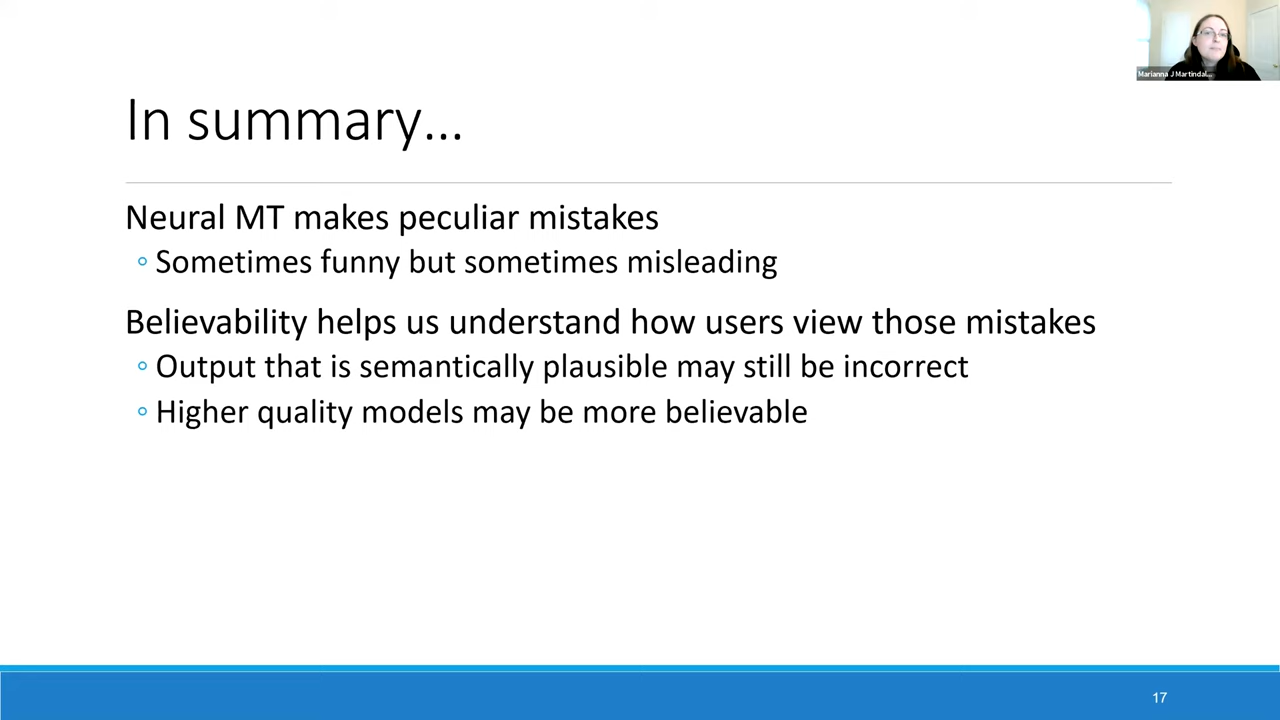 Marianna J Martindal...
In summary...
Neural MT makes peculiar mistakes
◦ Sometimes funny but sometimes misleading
Believability helps us understand how users view those mistakes
◦ Output that is semantically plausible may still be incorrect
◦ Higher quality models may be more believable
17